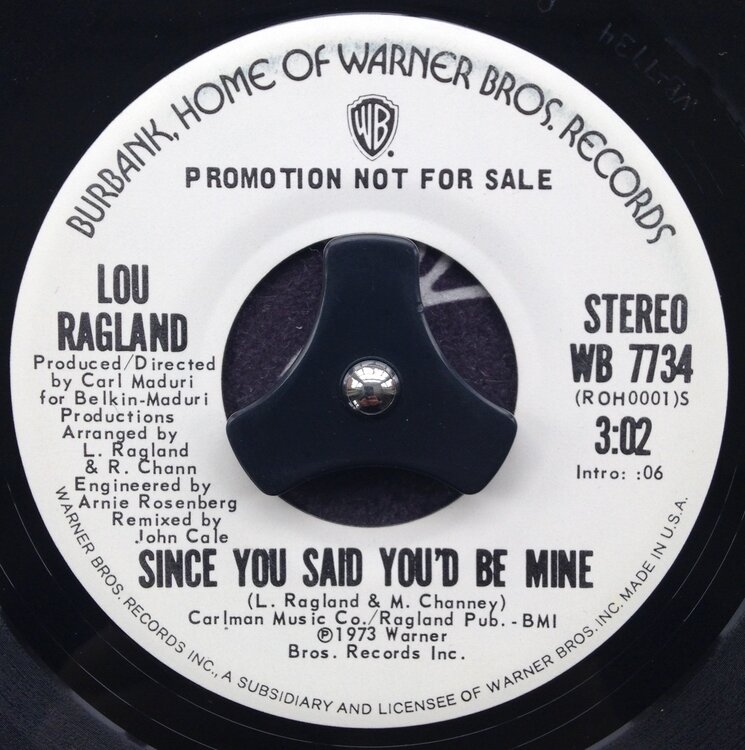 BURBANK, HOME OF WARNER BROS. RECORDS
WB
PROMOTION NOT FOR SALE
LOU
RAGLAND
Produced/Directed
by Carl Maduri
for Belkin-Maduri
Productions
Arranged by
L. Ragland
& R. Chann
Engineered by
Arnie Rosenberg
Remixed by
John Cale
STEREO
WB 7734
(ROH0001)S
3:02
Intro: :06
SINCE YOU SAID YOU'D BE MINE
(L. Ragland & M. Channey)
Carlman Music Co./Ragland Pub. - BMI
℗1973 Warner
Bros. Records Inc.
WARNER BROS. RECORDS INC., A SUBSIDIARY AND LICENSEE OF WARNER BROS. INC. MADE IN U.S.A.